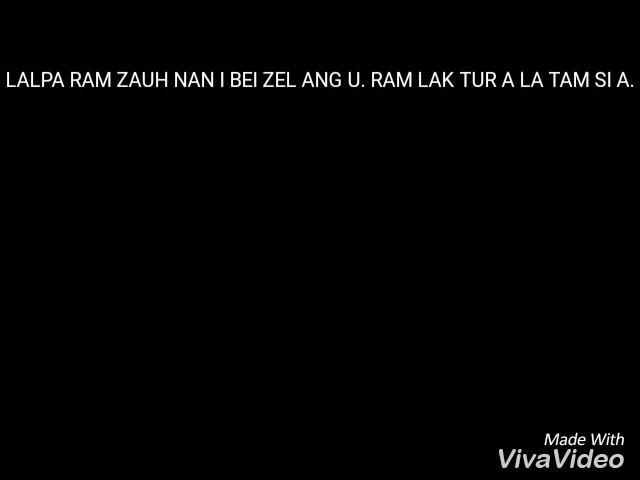 LALPA RAM ZAUH NAN I BEI ZEL ANG U. RAM LAK TUR A LA TAM SI A.
Made With
VivaVideo